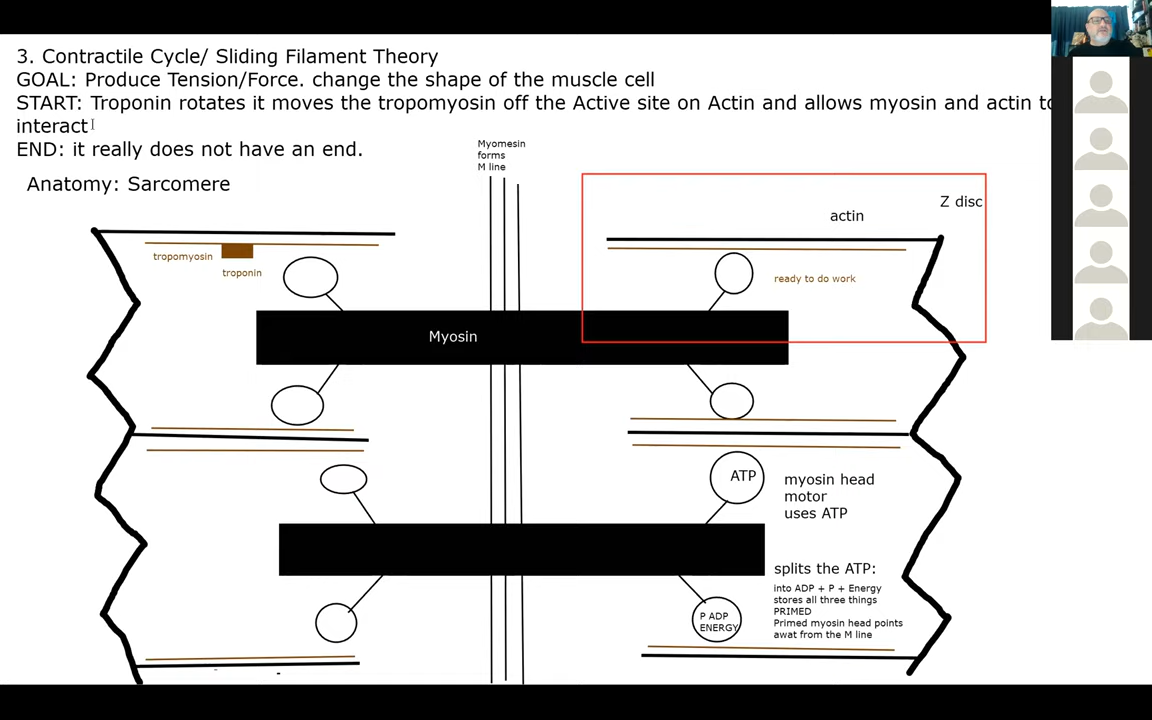 3. Contractile Cycle/ Sliding Filament Theory
GOAL: Produce Tension/Force. change the shape of the muscle cell
START: Troponin rotates it moves the tropomyosin off the Active site on Actin and allows myosin and actin to
interact
END: it really does not have an end.
Anatomy: Sarcomere
Myomesin
forms
M line
Z disc
actin
tropomyosin
troponin
ready to do work
Myosin
ATP
myosin head
motor
uses ATP
splits the ATP:
into ADP + P + Energy
stores all three things
PRIMED
Primed myosin head points
awat from the M line
P ADP
ENERGY